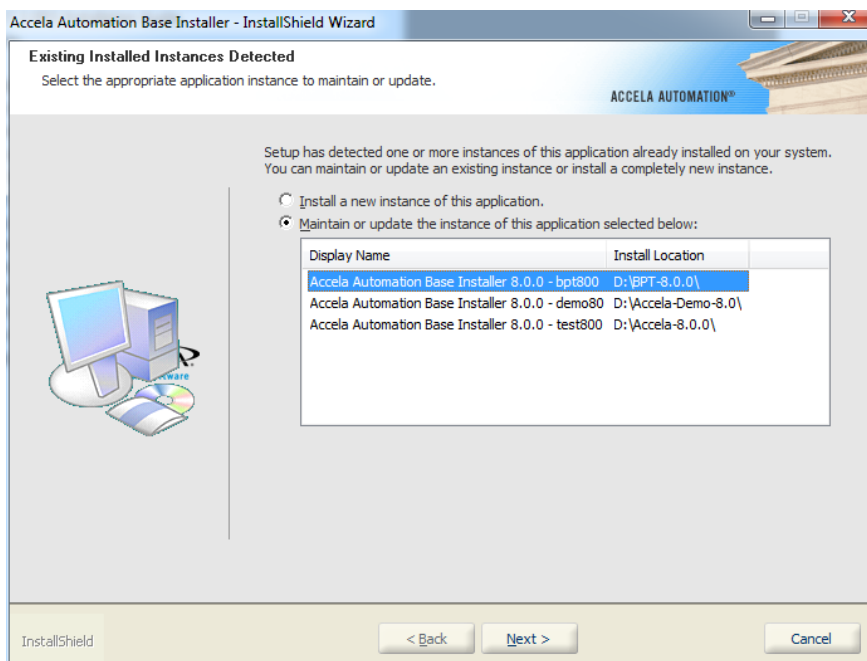 Accela Automation Base Installer - InstallShield Wizard
Existing Installed Instances Detected
Select the appropriate application instance to maintain or update.
ACCELA AUTOMATION®
Setup has detected one or more instances of this application already installed on your system.
You can maintain or update an existing instance or install a completely new instance.
Install a new instance of this application.
Maintain or update the instance of this application selected below:
Display Name Install Location
Accela Automation Base Installer 8.0.0 - bpt800 D:\BPT-8.0.0\
Accela Automation Base Installer 8.0.0 - demo80 D:\Accela-Demo-8.0\
Accela Automation Base Installer 8.0.0 - test800 D:\Accela-8.0.0\
InstallShield < Back Next > Cancel